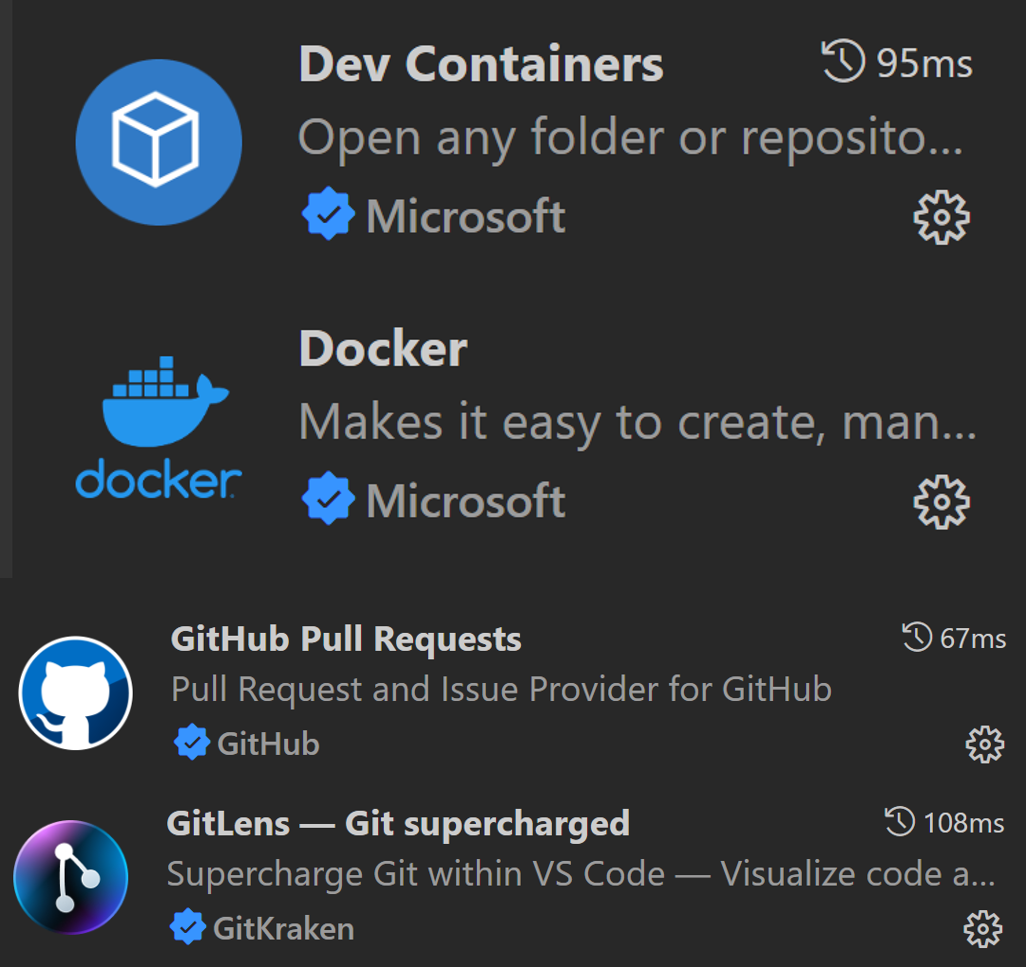 Dev Containers 95ms
Open any folder or reposito...
Microsoft
Docker
Makes it easy to create, man...
docker
Microsoft
GitHub Pull Requests 67ms
Pull Request and Issue Provider for GitHub
GitHub
GitLens — Git supercharged 108ms
Supercharge Git within VS Code — Visualize code a...
GitKraken